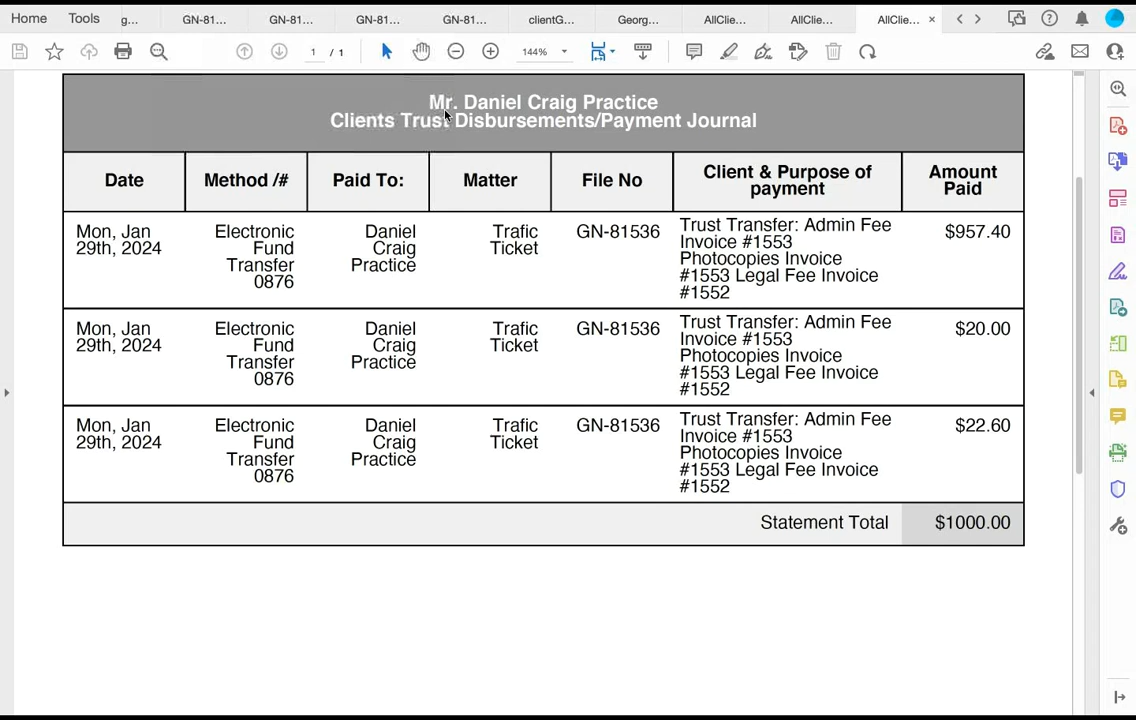 Home Tools g... GN-81... GN-81... GN-81... GN-81... clientG... Georg... AllClie... AllClie... AllClie... ×
1 / 1 144%
Mr. Daniel Craig Practice
Clients Trust Disbursements/Payment Journal
Date Method /# Paid To: Matter File No Client & Purpose of payment Amount Paid
Mon, Jan 29th, 2024
Electronic Fund Transfer 0876
Daniel Craig Practice
Trafic Ticket
GN-81536
Trust Transfer: Admin Fee
Invoice #1553
Photocopies Invoice
#1553 Legal Fee Invoice
#1552
$957.40
Mon, Jan 29th, 2024
Electronic Fund Transfer 0876
Daniel Craig Practice
Trafic Ticket
GN-81536
Trust Transfer: Admin Fee
Invoice #1553
Photocopies Invoice
#1553 Legal Fee Invoice
#1552
$20.00
Mon, Jan 29th, 2024
Electronic Fund Transfer 0876
Daniel Craig Practice
Trafic Ticket
GN-81536
Trust Transfer: Admin Fee
Invoice #1553
Photocopies Invoice
#1553 Legal Fee Invoice
#1552
$22.60
Statement Total $1000.00